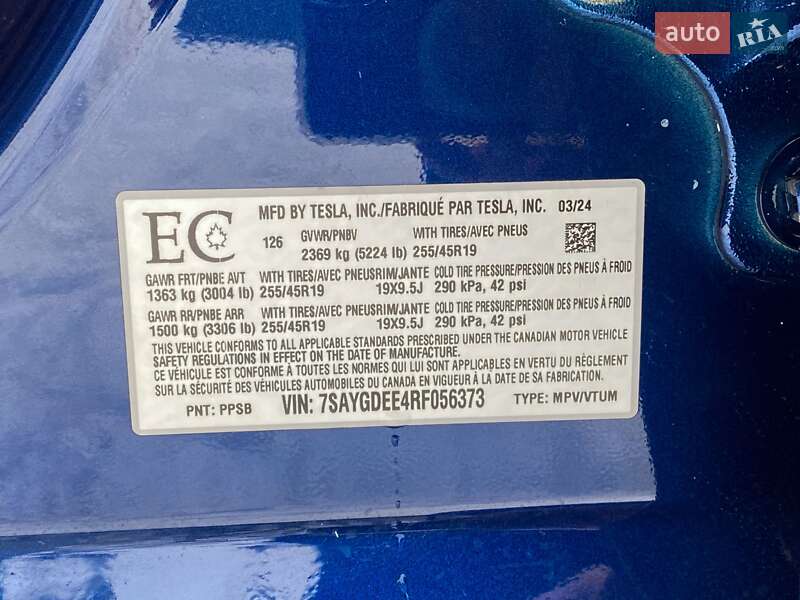 auto RIA
.com
EC
MFD BY TESLA, INC./FABRIQUÉ PAR TESLA, INC. 03/24
126 GVWR/PNBV WITH TIRES/AVEC PNEUS
2369 kg (5224 lb) 255/45R19
GAWR FRT/PNBE AVT WITH TIRES/AVEC PNEUS RIM/JANTE COLD TIRE PRESSURE/PRESSION DES PNEUS À FROID
1363 kg (3004 lb) 255/45R19 19X9.5J 290 kPa, 42 psi
GAWR RR/PNBE ARR WITH TIRES/AVEC PNEUS RIM/JANTE COLD TIRE PRESSURE/PRESSION DES PNEUS À FROID
1500 kg (3306 lb) 255/45R19 19X9.5J 290 kPa, 42 psi
THIS VEHICLE CONFORMS TO ALL APPLICABLE STANDARDS PRESCRIBED UNDER THE CANADIAN MOTOR VEHICLE
SAFETY REGULATIONS IN EFFECT ON THE DATE OF MANUFACTURE.
CE VÉHICULE EST CONFORME À TOUTES LES NORMES QUI LUI SONT APPLICABLES EN VERTU DU RÈGLEMENT
SUR LA SÉCURITÉ DES VÉHICULES AUTOMOBILES DU CANADA EN VIGUEUR À LA DATE DE SA FABRICATION.
PNT: PPSB VIN: 7SAYGDEE4RF056373 TYPE: MPV/VTUM